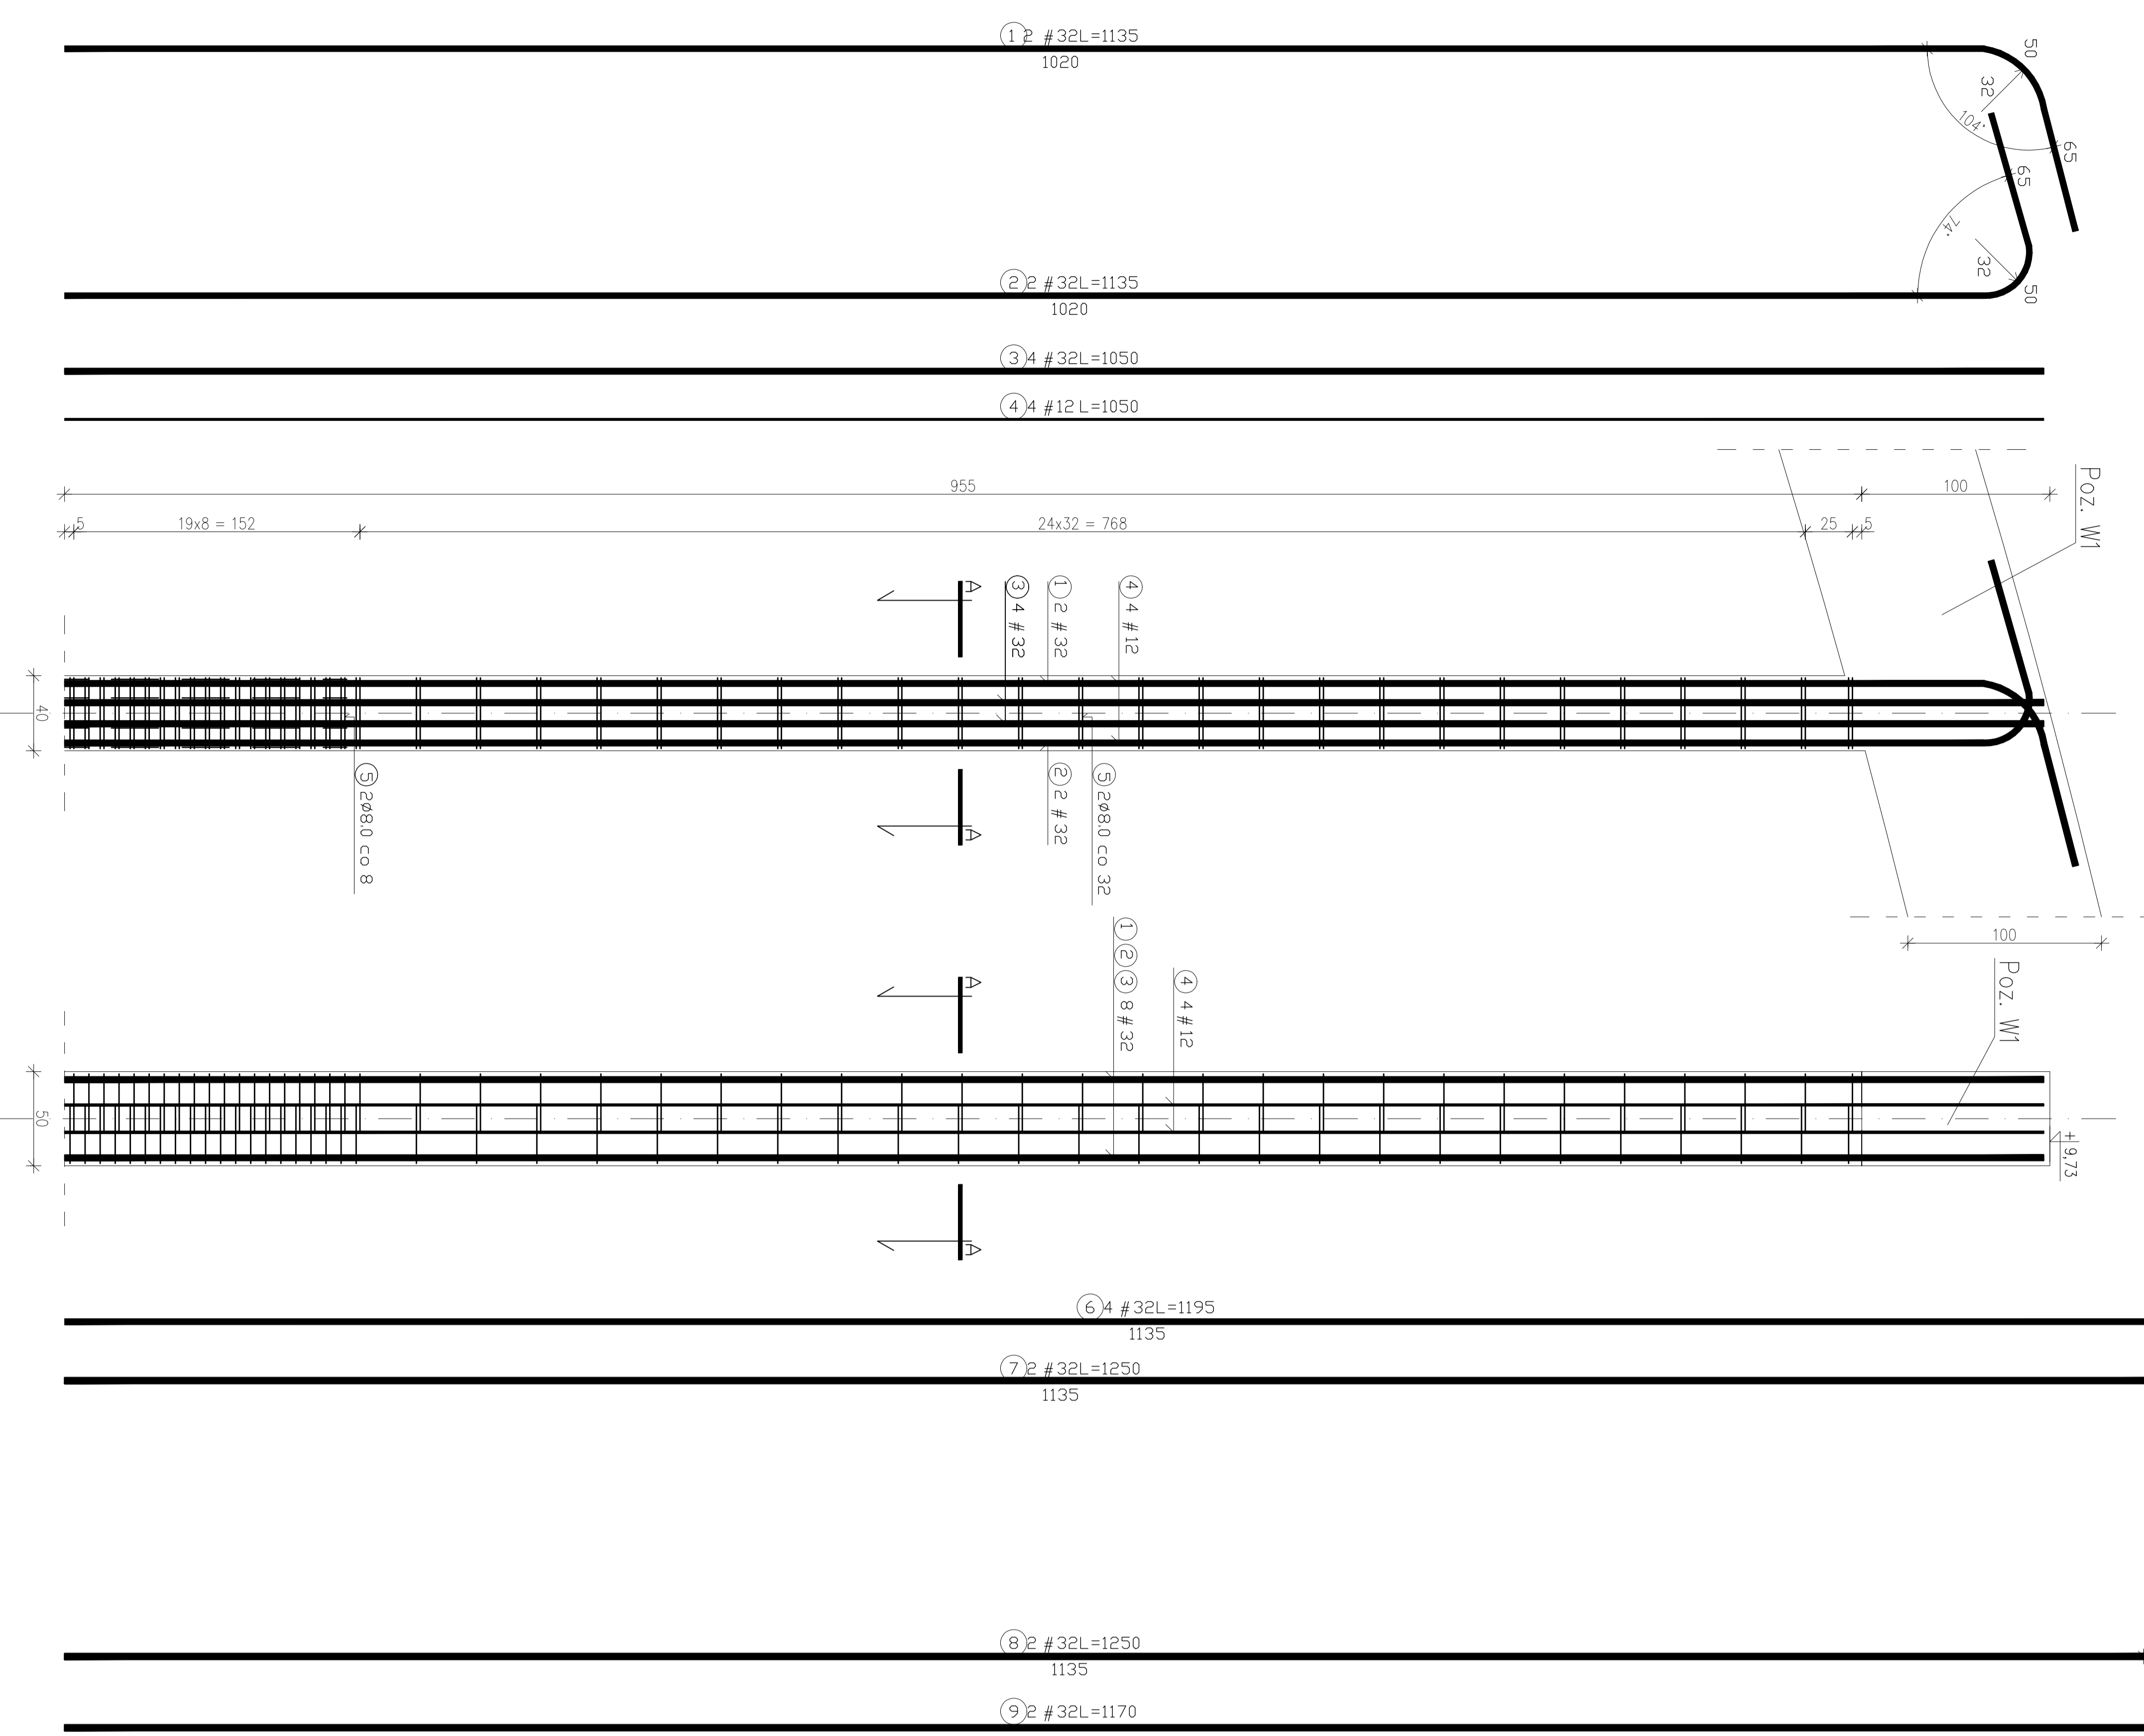 1 2 #32L=1135
1020
50
32
104°
65
65
74°
32
50
2 2 #32L=1135
1020
3 4 #32L=1050
4 4 #12 L=1050
955
100
Poz. W1
5
19x8 = 152
24x32 = 768
25
5
A
3 4 #32
1 2 #32
4 4 #12
40
5 2ø8.0 co 8
A
2 2 #32
5 2ø8.0 co 32
100
1 2 3 8 #32
4 4 #12
Poz. W1
A
50
+9,73
A
6 4 #32L=1195
1135
7 2 #32L=1250
1135
8 2 #32L=1250
1135
9 2 #32L=1170